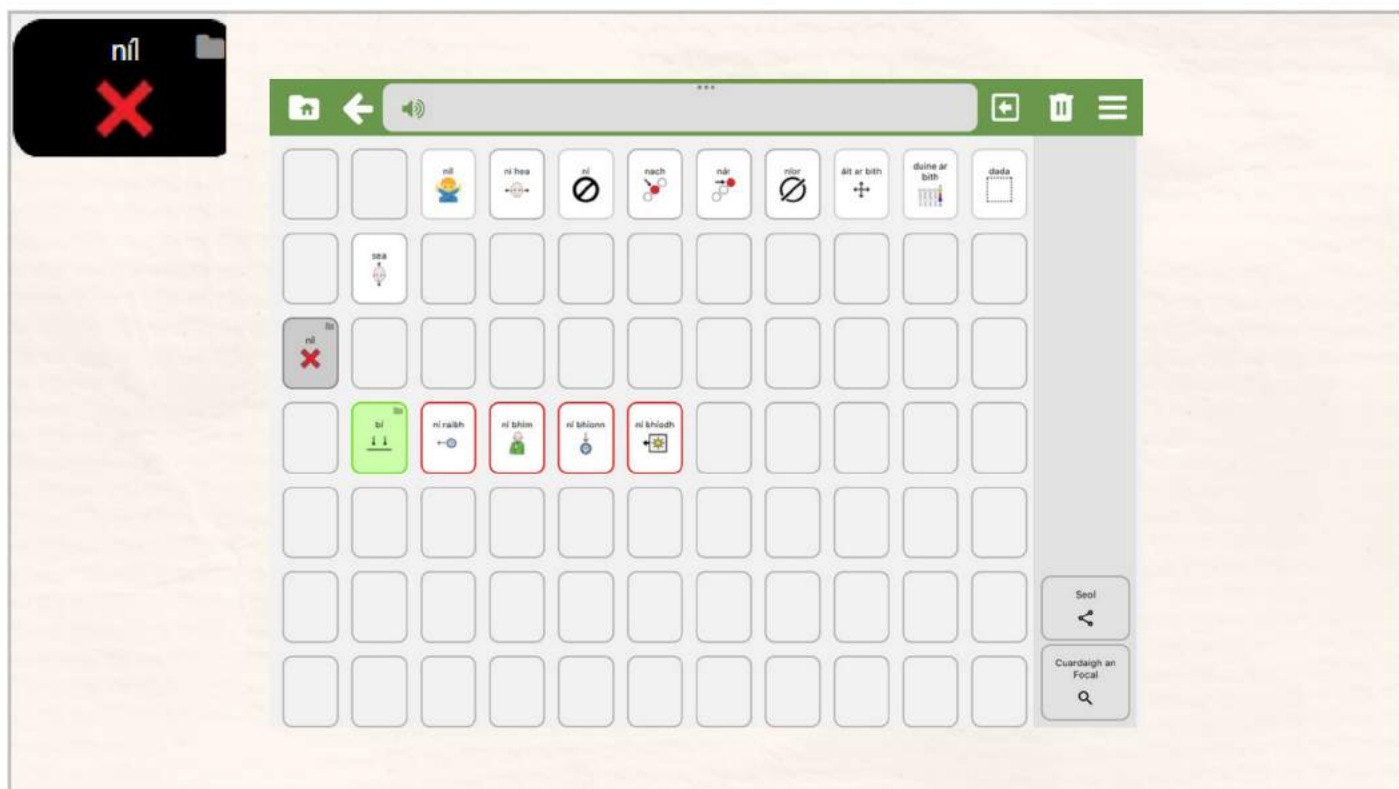 níl
níl
ní hea
ní
nach
nár
níor
áit ar bith
duine ar
bith
dada
sea
níl
bí
ní raibh
ní bhím
ní bhíonn
ní bhíodh
Seol
Cuardaigh an
Focal